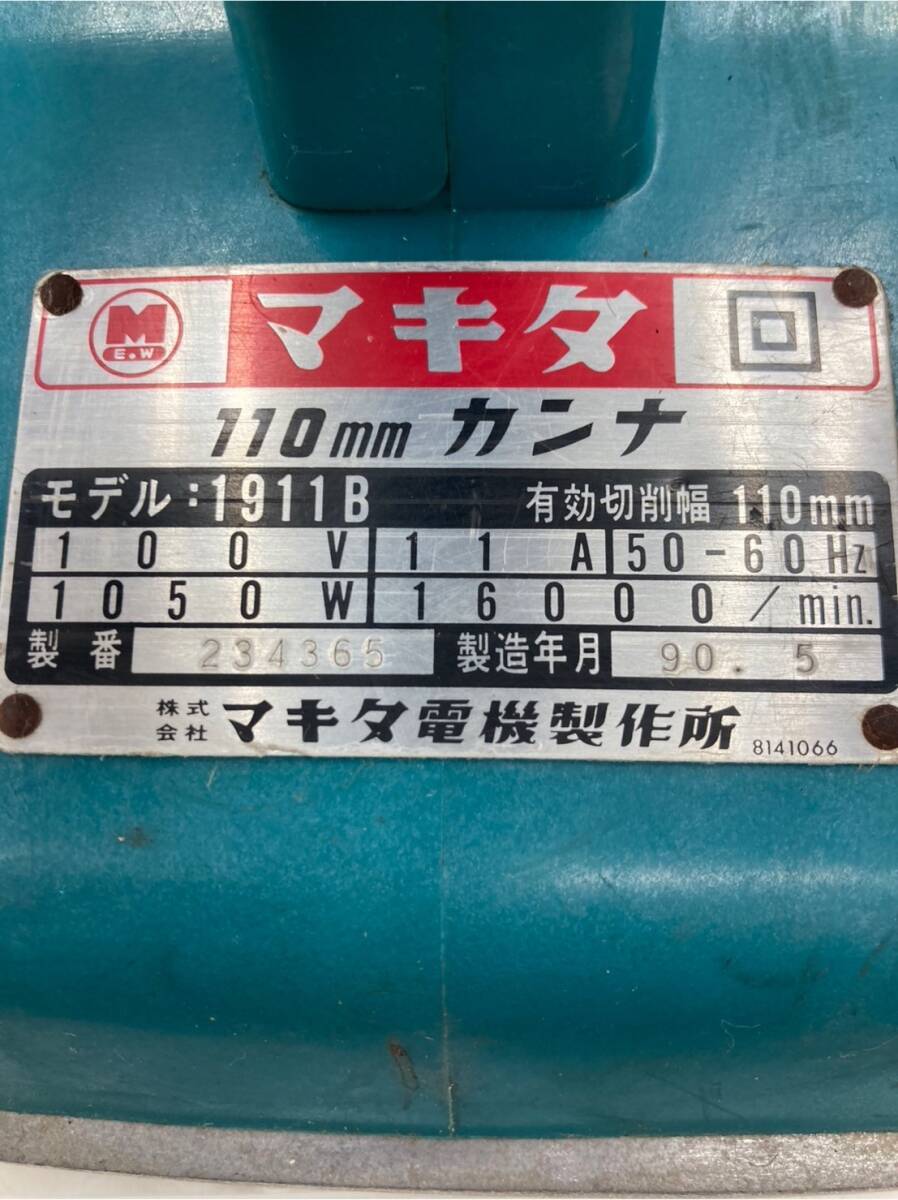 M
E.W
マキタ
110mm カンナ
モデル:1911B 有効切削幅 110mm
100V 11A 50-60Hz
1050W 16000/min.
製番 234365 製造年月 90.5
株式会社 マキタ電機製作所 8141066